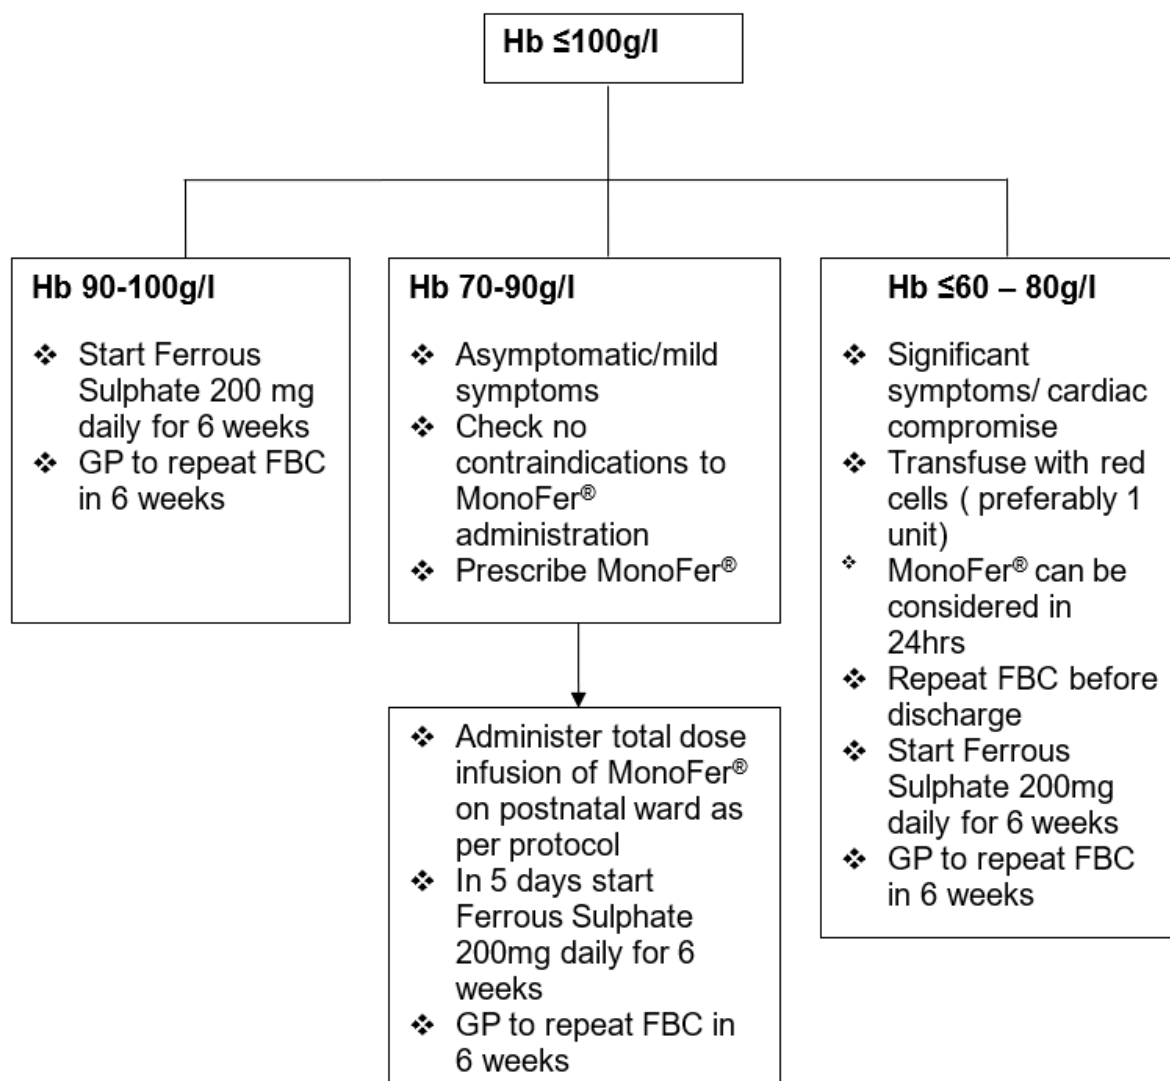 Hb ≤100g/l
Hb 90-100g/l
❖ Start Ferrous
Sulphate 200 mg
daily for 6 weeks
❖ GP to repeat FBC
in 6 weeks
Hb 70-90g/l
❖ Asymptomatic/mild
symptoms
❖ Check no
contraindications to
MonoFer®
administration
❖ Prescribe MonoFer®
❖ Administer total dose
infusion of MonoFer®
on postnatal ward as
per protocol
❖ In 5 days start
Ferrous Sulphate
200mg daily for 6
weeks
❖ GP to repeat FBC in
6 weeks
Hb ≤60 – 80g/l
❖ Significant
symptoms/ cardiac
compromise
❖ Transfuse with red
cells ( preferably 1
unit)
❖ MonoFer® can be
considered in
24hrs
❖ Repeat FBC before
discharge
❖ Start Ferrous
Sulphate 200mg
daily for 6 weeks
❖ GP to repeat FBC
in 6 weeks